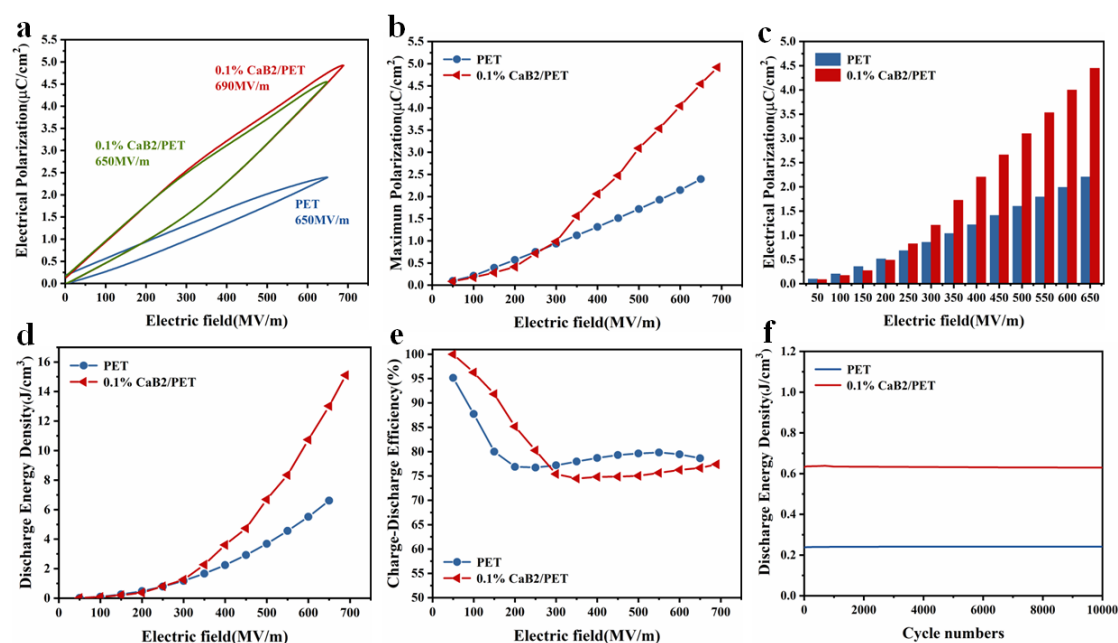 a
Electrical Polarization(μC/cm²)
5.5
5.0
4.5
4.0
3.5
3.0
2.5
2.0
1.5
1.0
0.5
0.0
0.1% CaB2/PET
690MV/m
0.1% CaB2/PET
650MV/m
PET
650MV/m
0 100 200 300 400 500 600 700
Electric field(MV/m)
b
Maximun Polarization(μC/cm²)
5.5
5.0
4.5
4.0
3.5
3.0
2.5
2.0
1.5
1.0
0.5
0.0
PET
0.1% CaB2/PET
0 100 200 300 400 500 600 700
Electric field(MV/m)
c
Electrical Polarization(μC/cm²)
5.0
4.5
4.0
3.5
3.0
2.5
2.0
1.5
1.0
0.5
0.0
PET
0.1% CaB2/PET
50 100 150 200 250 300 350 400 450 500 550 600 650
Electric field(MV/m)
d
Discharge Energy Density(J/cm³)
16
14
12
10
8
6
4
2
0
PET
0.1% CaB2/PET
0 100 200 300 400 500 600 700
Electric field(MV/m)
e
Charge-Discharge Efficiency(%)
100
95
90
85
80
75
70
65
60
55
50
PET
0.1% CaB2/PET
0 100 200 300 400 500 600 700
Electric field(MV/m)
f
Discharge Energy Density(J/cm³)
1.2
1.0
0.8
0.6
0.4
0.2
0.0
PET
0.1% CaB2/PET
0 2000 4000 6000 8000 10000
Cycle numbers